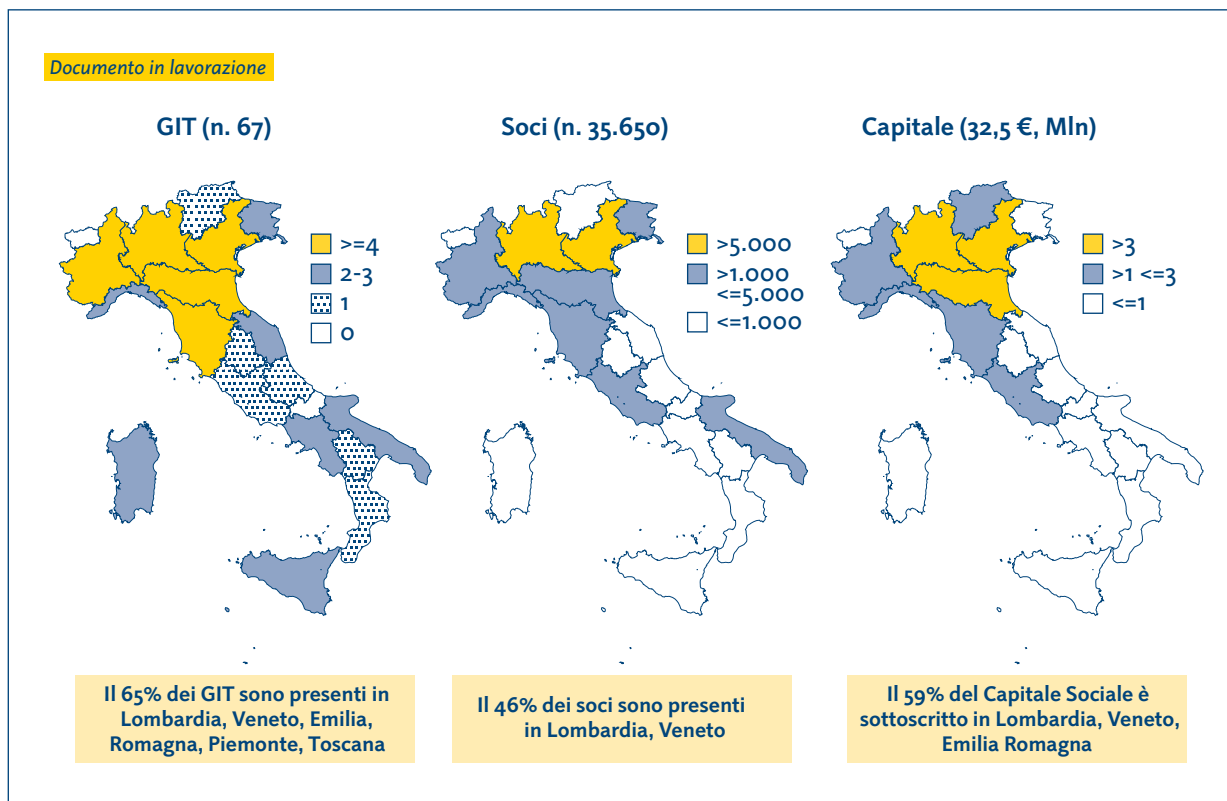 Documento in lavorazione
GIT (n. 67)
>=4
2-3
1
0
Il 65% dei GIT sono presenti in
Lombardia, Veneto, Emilia,
Romagna, Piemonte, Toscana
Soci (n. 35.650)
>5.000
>1.000
<=5.000
<=1.000
Il 46% dei soci sono presenti
in Lombardia, Veneto
Capitale (32,5 €, Mln)
>3
>1 <=3
<=1
Il 59% del Capitale Sociale è
sottoscritto in Lombardia, Veneto,
Emilia Romagna